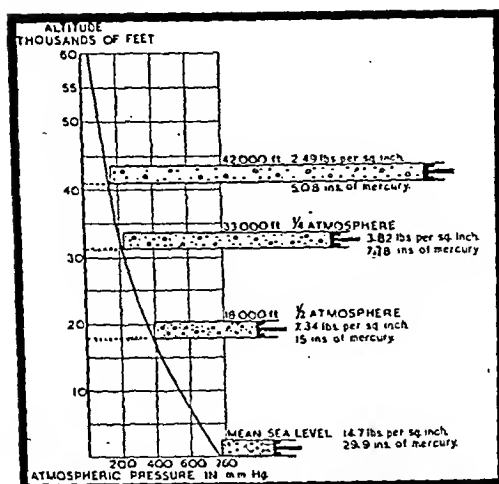 ALTITUDE
THOUSANDS OF FEET
60
55
50
42000 ft 2.49 lbs per sq inch
5.08 ins of mercury.
40
33000 ft 1/4 ATMOSPHERE
3.82 lbs per sq. inch
7.78 ins of mercury
30
18000 ft 1/2 ATMOSPHERE
7.34 lbs per sq. inch
15 ins of mercury
20
10
MEAN SEA LEVEL 14.7 lbs per sq. inch
29.9 ins of mercury.
200 400 600 760
ATMOSPHERIC PRESSURE IN mm Hg.